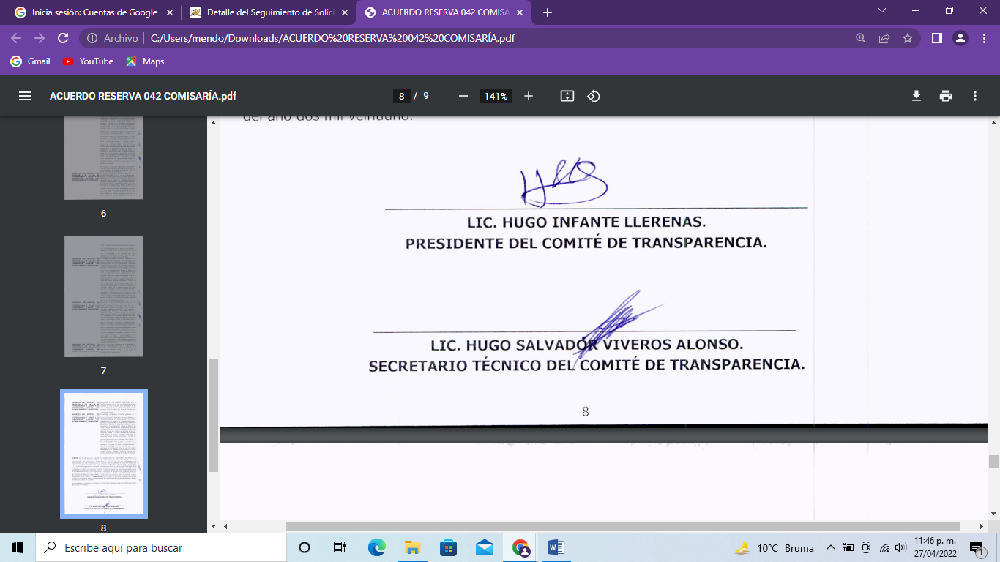 Inicia sesión: Cuentas de Google
Detalle del Seguimiento de Solici
ACUERDO RESERVA 042 COMISA
Archivo
C:/Users/mendo/Downloads/ACUERDO%20RESERVA%20042%20COMISARÍA.pdf
Gmail
YouTube
Maps
ACUERDO RESERVA 042 COMISARÍA.pdf
8 / 9
141%
del año dos mil veintiuno.
LIC. HUGO INFANTE LLERENAS.
PRESIDENTE DEL COMITÉ DE TRANSPARENCIA.
LIC. HUGO SALVADOR VIVEROS ALONSO.
SECRETARIO TÉCNICO DEL COMITÉ DE TRANSPARENCIA.
8
6
7
8
Escribe aquí para buscar
10°C Bruma
11:46 p. m.
27/04/2022
1